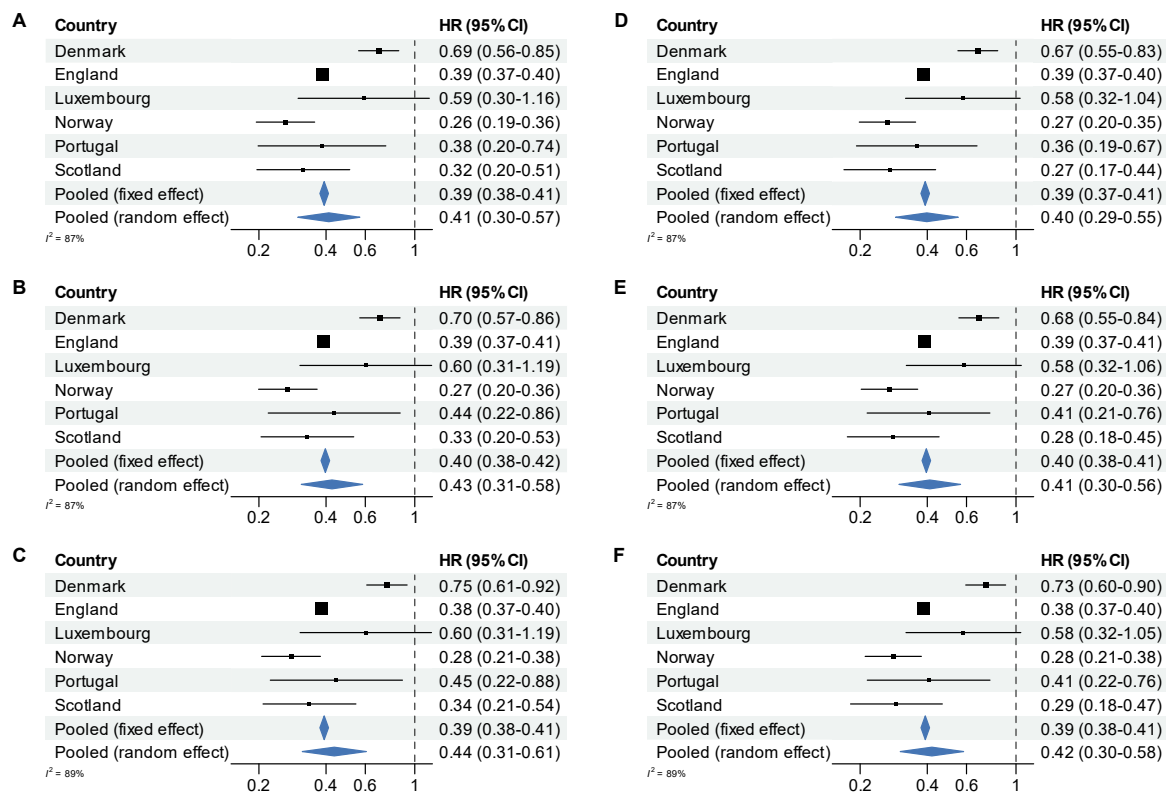 A Country HR (95% CI)
Denmark 0.69 (0.56-0.85)
England 0.39 (0.37-0.40)
Luxembourg 0.59 (0.30-1.16)
Norway 0.26 (0.19-0.36)
Portugal 0.38 (0.20-0.74)
Scotland 0.32 (0.20-0.51)
Pooled (fixed effect) 0.39 (0.38-0.41)
Pooled (random effect) 0.41 (0.30-0.57)
I² = 87%
0.2 0.4 0.6 1
B Country HR (95% CI)
Denmark 0.70 (0.57-0.86)
England 0.39 (0.37-0.41)
Luxembourg 0.60 (0.31-1.19)
Norway 0.27 (0.20-0.36)
Portugal 0.44 (0.22-0.86)
Scotland 0.33 (0.20-0.53)
Pooled (fixed effect) 0.40 (0.38-0.42)
Pooled (random effect) 0.43 (0.31-0.58)
I² = 87%
0.2 0.4 0.6 1
C Country HR (95% CI)
Denmark 0.75 (0.61-0.92)
England 0.38 (0.37-0.40)
Luxembourg 0.60 (0.31-1.19)
Norway 0.28 (0.21-0.38)
Portugal 0.45 (0.22-0.88)
Scotland 0.34 (0.21-0.54)
Pooled (fixed effect) 0.39 (0.38-0.41)
Pooled (random effect) 0.44 (0.31-0.61)
I² = 89%
0.2 0.4 0.6 1
D Country HR (95% CI)
Denmark 0.67 (0.55-0.83)
England 0.39 (0.37-0.40)
Luxembourg 0.58 (0.32-1.04)
Norway 0.27 (0.20-0.35)
Portugal 0.36 (0.19-0.67)
Scotland 0.27 (0.17-0.44)
Pooled (fixed effect) 0.39 (0.37-0.41)
Pooled (random effect) 0.40 (0.29-0.55)
I² = 87%
0.2 0.4 0.6 1
E Country HR (95% CI)
Denmark 0.68 (0.55-0.84)
England 0.39 (0.37-0.41)
Luxembourg 0.58 (0.32-1.06)
Norway 0.27 (0.20-0.36)
Portugal 0.41 (0.21-0.76)
Scotland 0.28 (0.18-0.45)
Pooled (fixed effect) 0.40 (0.38-0.41)
Pooled (random effect) 0.41 (0.30-0.56)
I² = 87%
0.2 0.4 0.6 1
F Country HR (95% CI)
Denmark 0.73 (0.60-0.90)
England 0.38 (0.37-0.40)
Luxembourg 0.58 (0.32-1.05)
Norway 0.28 (0.21-0.38)
Portugal 0.41 (0.22-0.76)
Scotland 0.29 (0.18-0.47)
Pooled (fixed effect) 0.39 (0.38-0.41)
Pooled (random effect) 0.42 (0.30-0.58)
I² = 89%
0.2 0.4 0.6 1